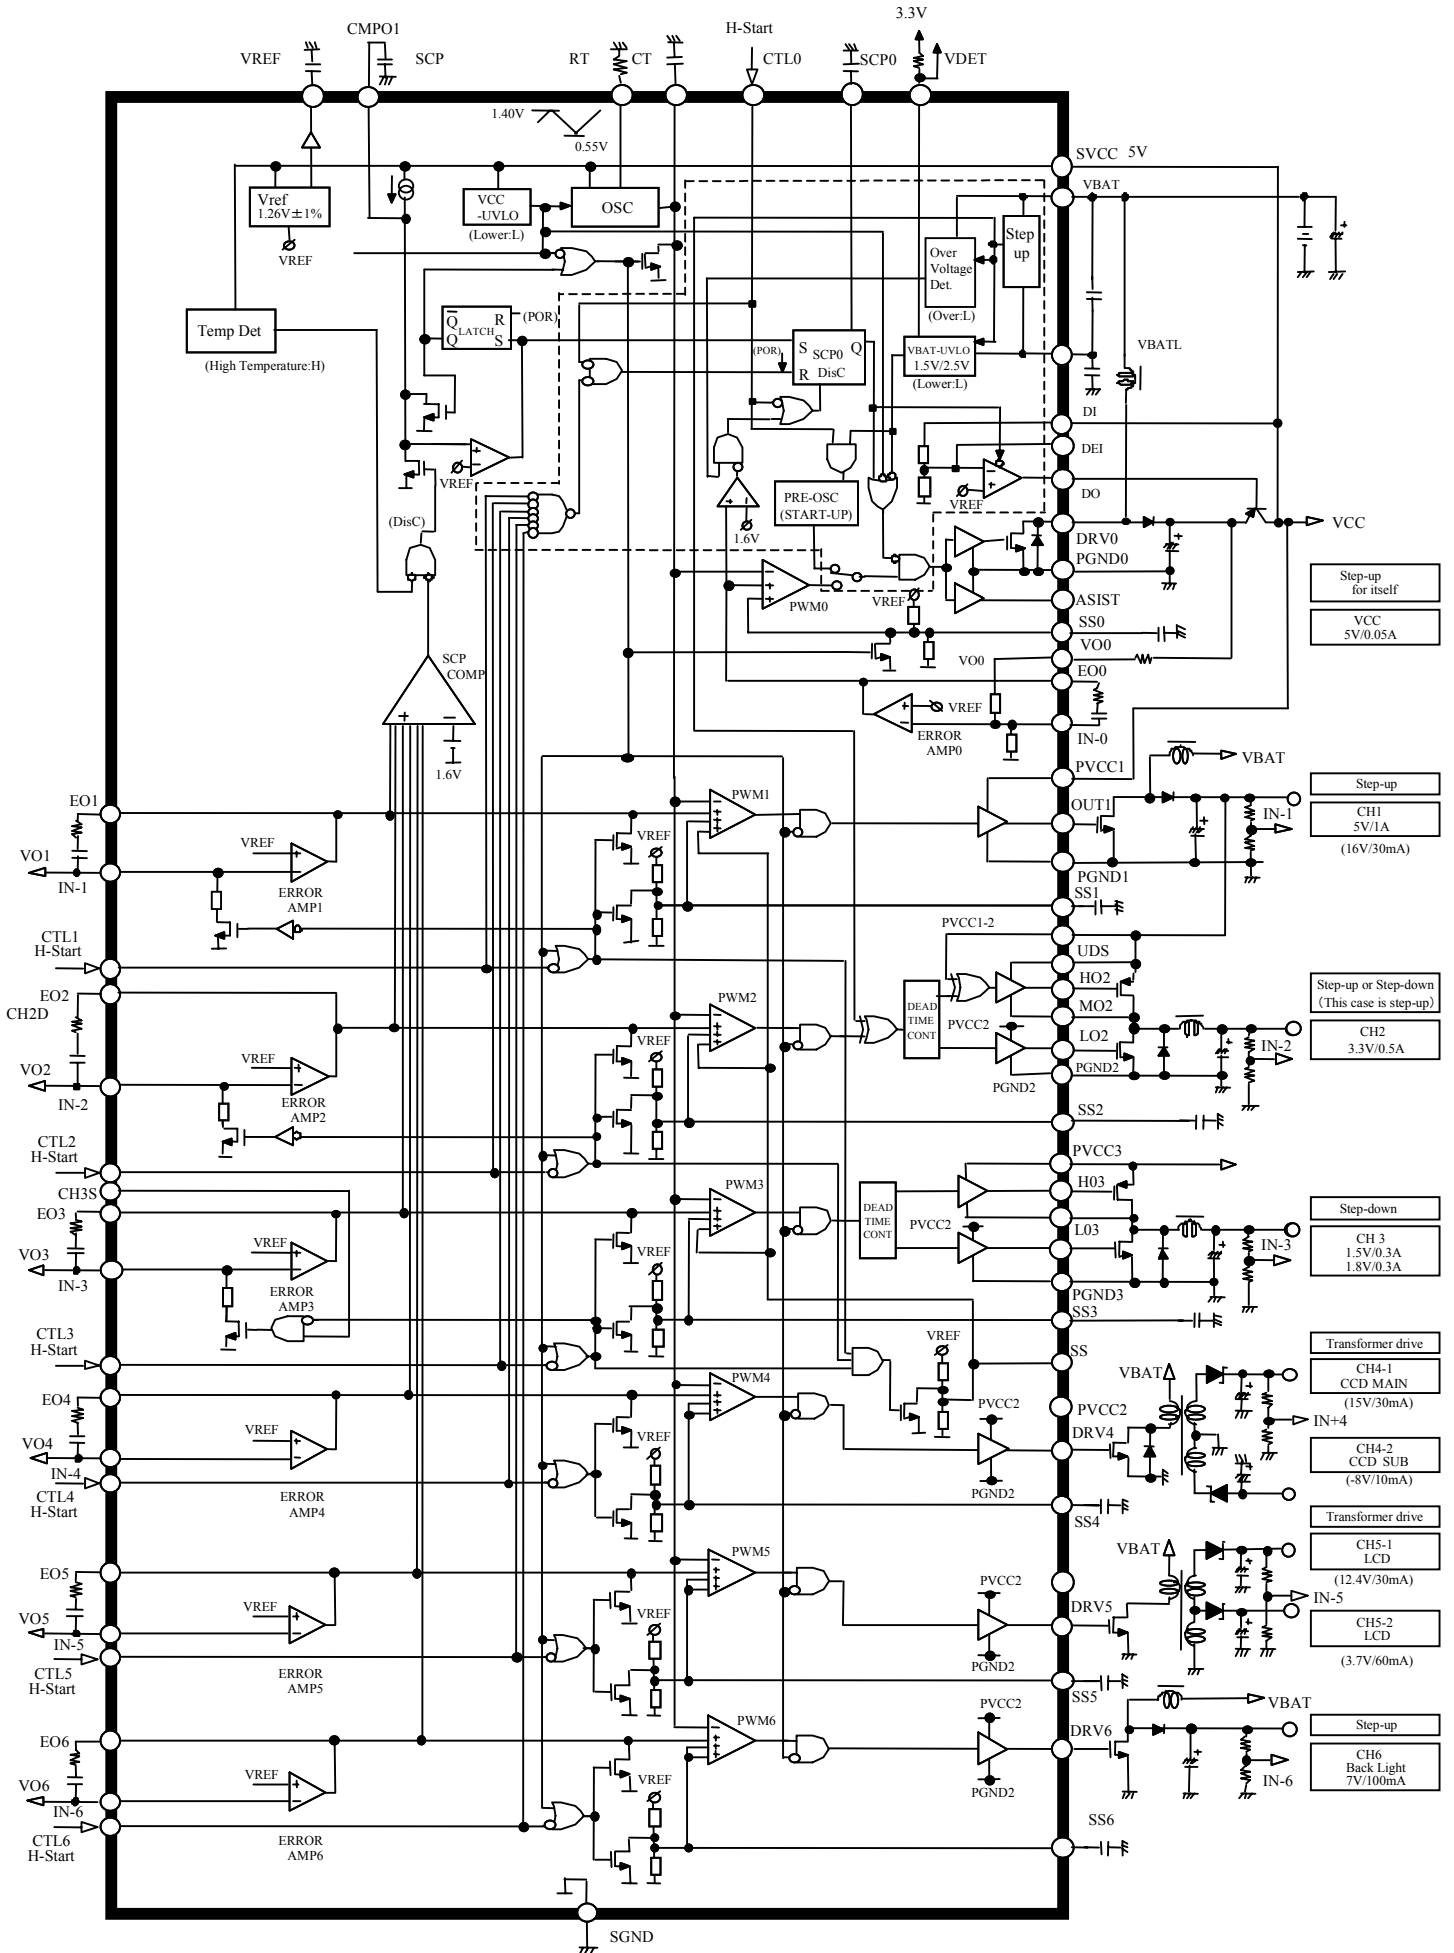 3.3V
CMPO1
H-Start
VREF
SCP
RT
CT
CTL0
SCP0
VDET
1.40V
0.55V
SVCC 5V
VBAT
Vref
1.26V±1%
VREF
VCC
-UVLO
(Lower:L)
OSC
Over
Voltage
Det.
(Over:L)
Step
up
Temp Det
(High Temperature:H)
Q
Q
LATCH
R
S
(POR)
(POR)
S
R
SCP0
DisC
Q
VBAT-UVLO
1.5V/2.5V
(Lower:L)
VBATL
DI
DEI
DO
VREF
VREF
PRE-OSC
(START-UP)
1.6V
(DisC)
DRV0
VCC
PGND0
PWM0
VREF
ASIST
SS0
VO0
VO0
EO0
VREF
ERROR
AMP0
IN-0
Step-up
for itself
VCC
5V/0.05A
SCP
COMP
1.6V
PVCC1
VBAT
EO1
VREF
VO1
IN-1
ERROR
AMP1
PWM1
VREF
OUT1
IN-1
PGND1
SS1
Step-up
CH1
5V/1A
(16V/30mA)
CTL1
H-Start
PVCC1-2
UDS
HO2
MO2
LO2
PGND2
EO2
CH2D
VREF
VO2
IN-2
ERROR
AMP2
PWM2
VREF
DEAD
TIME
CONT
PVCC2
PGND2
IN-2
SS2
Step-up or Step-down
(This case is step-up)
CH2
3.3V/0.5A
CTL2
H-Start
CH3S
PVCC3
H03
EO3
VREF
VO3
IN-3
ERROR
AMP3
PWM3
VREF
DEAD
TIME
CONT
PVCC2
L03
IN-3
PGND3
SS3
Step-down
CH 3
1.5V/0.3A
1.8V/0.3A
CTL3
H-Start
VREF
SS
VBAT
Transformer drive
CH4-1
CCD MAIN
(15V/30mA)
EO4
VREF
VO4
IN-4
ERROR
AMP4
PWM4
VREF
PVCC2
PGND2
PVCC2
DRV4
IN+4
CH4-2
CCD SUB
(-8V/10mA)
SS4
CTL4
H-Start
Transformer drive
CH5-1
LCD
(12.4V/30mA)
EO5
VREF
VO5
IN-5
ERROR
AMP5
PWM5
VREF
PVCC2
PGND2
VBAT
DRV5
IN-5
CH5-2
LCD
(3.7V/60mA)
SS5
CTL5
H-Start
VBAT
EO6
VREF
VO6
IN-6
ERROR
AMP6
PWM6
VREF
PVCC2
PGND2
DRV6
IN-6
Step-up
CH6
Back Light
7V/100mA
SS6
CTL6
H-Start
SGND